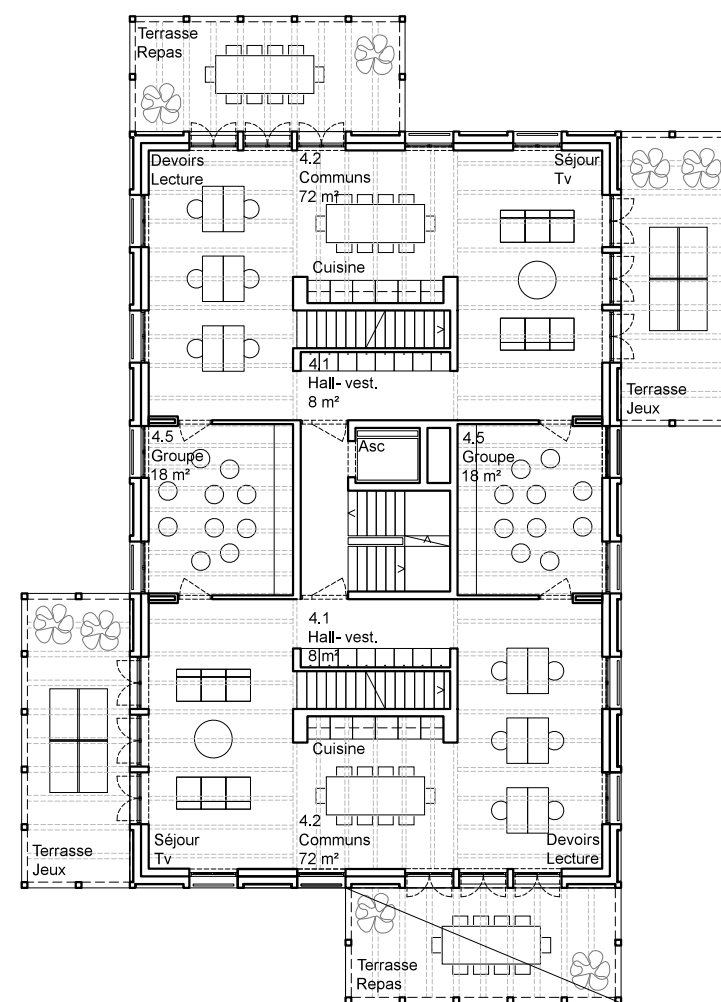 Terrasse
Repas
Devoirs
Lecture
4.2
Communs
72 m²
Séjour
Tv
Cuisine
4.1
Hall- vest.
8 m²
Terrasse
Jeux
4.5
Groupe
18 m²
Asc
4.5
Groupe
18 m²
4.1
Hall- vest.
8 m²
Cuisine
Terrasse
Jeux
Séjour
Tv
4.2
Communs
72 m²
Devoirs
Lecture
Terrasse
Repas